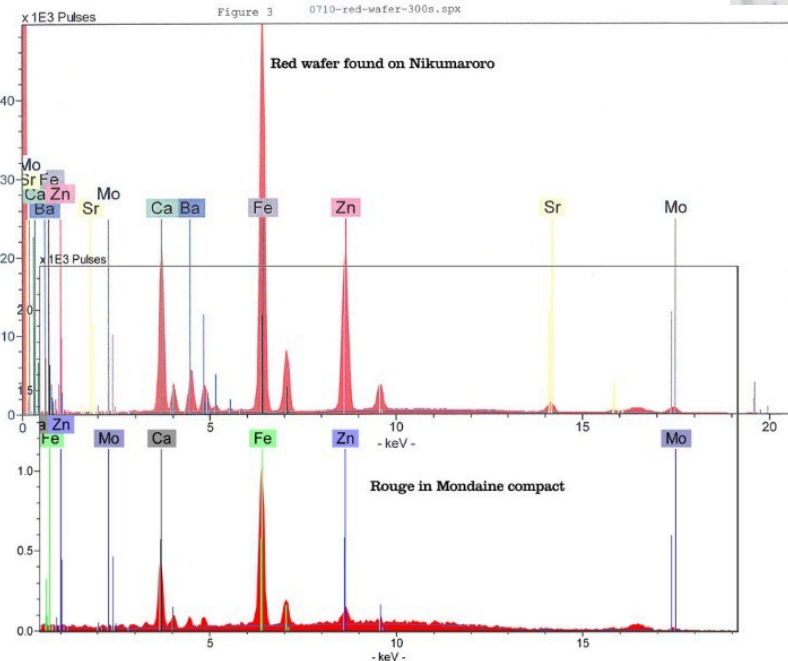 Figure 3 0710-red-wafer-300s.spx
x 1E3 Pulses
Red wafer found on Nikumaroro
40
Mo
30 Sr Fe
Ca Zn Mo
Ba Sr Ca Ba Fe Zn Sr Mo
20
x 1E3 Pulses
2.0
10
0
0 5 10 15 20
- keV -
Zn
Fe Mo Ca Fe Zn Mo
1.0
Rouge in Mondaine compact
0.5
0.0
5 10 15
- keV -